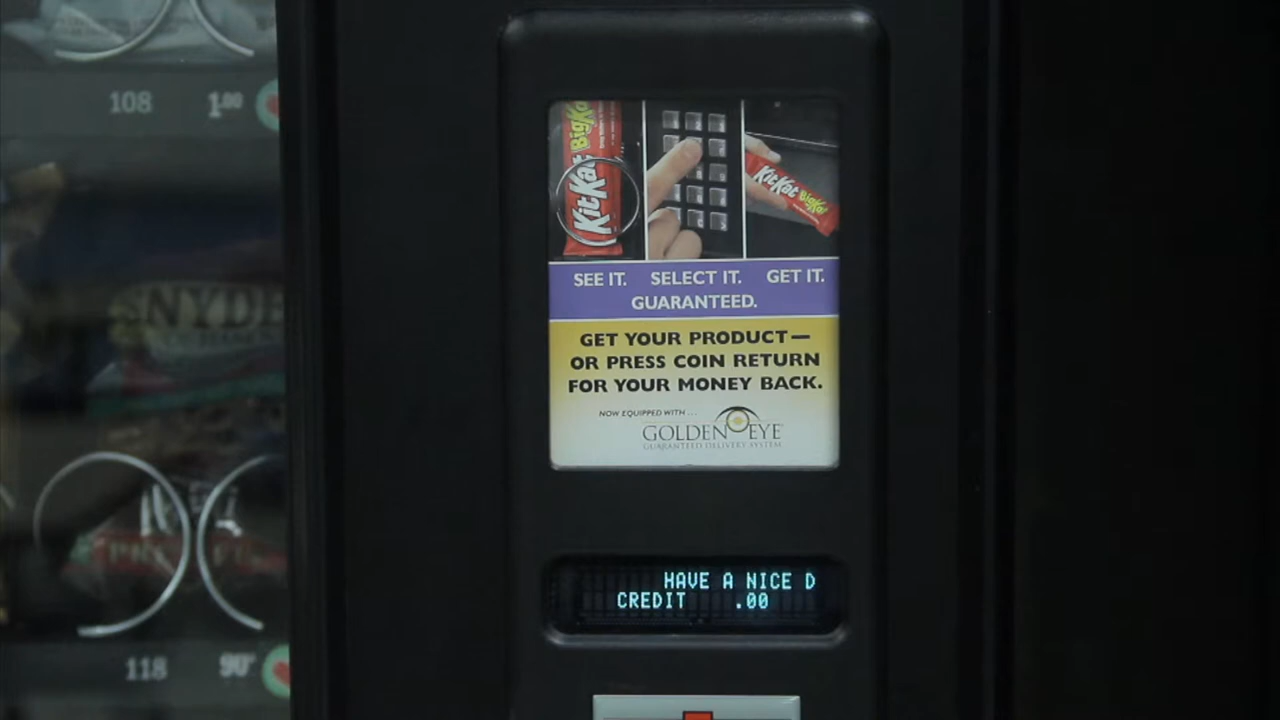 108 1.00
SNYDE
118 90¢
KitKat BigKa
KitKat BigKat
SEE IT. SELECT IT. GET IT.
GUARANTEED.
GET YOUR PRODUCT—
OR PRESS COIN RETURN
FOR YOUR MONEY BACK.
NOW EQUIPPED WITH...
GOLDEN EYE
GUARANTEED DELIVERY SYSTEM
HAVE A NICE D
CREDIT .00